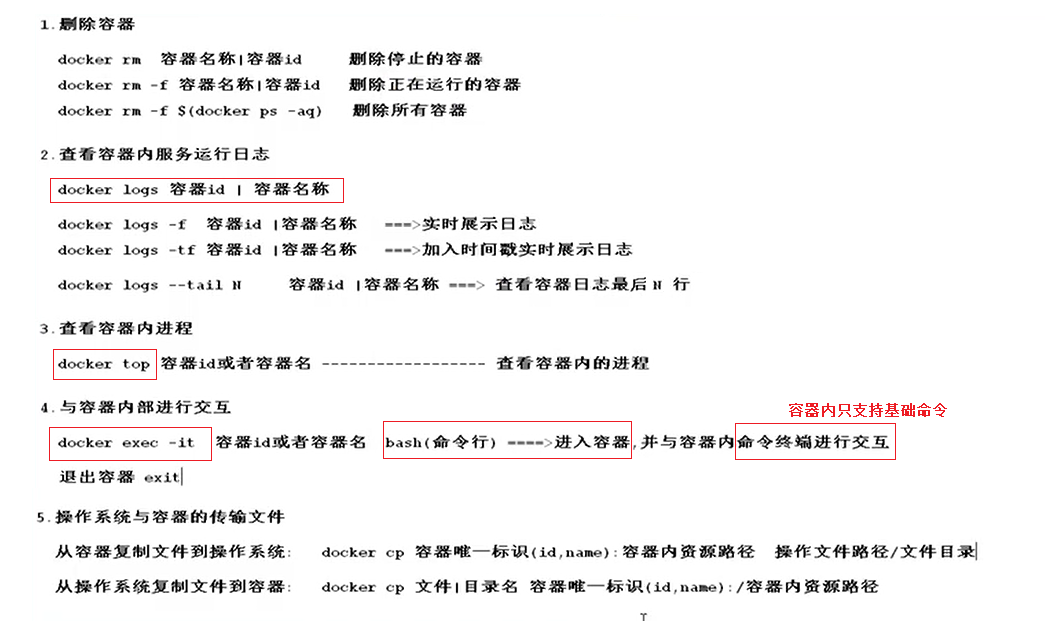 1.删除容器
docker rm 容器名称|容器id 删除停止的容器
docker rm -f 容器名称|容器id 删除正在运行的容器
docker rm -f $(docker ps -aq) 删除所有容器
2.查看容器内服务运行日志
docker logs 容器id | 容器名称
docker logs -f 容器id |容器名称 ===>实时展示日志
docker logs -tf 容器id |容器名称 ===>加入时间戳实时展示日志
docker logs --tail N 容器id |容器名称 ===> 查看容器日志最后 N 行
3.查看容器内进程
docker top 容器id或者容器名 ------------------ 查看容器内的进程
4.与容器内部进行交互
容器内只支持基础命令
docker exec -it 容器id或者容器名 bash(命令行) ====>进入容器,并与容器内命令终端进行交互
退出容器 exit
5.操作系统与容器的传输文件
从容器复制文件到操作系统: docker cp 容器唯一标识(id,name):容器内资源路径 操作文件路径/文件目录
从操作系统复制文件到容器: docker cp 文件|目录名 容器唯一标识(id,name):/容器内资源路径